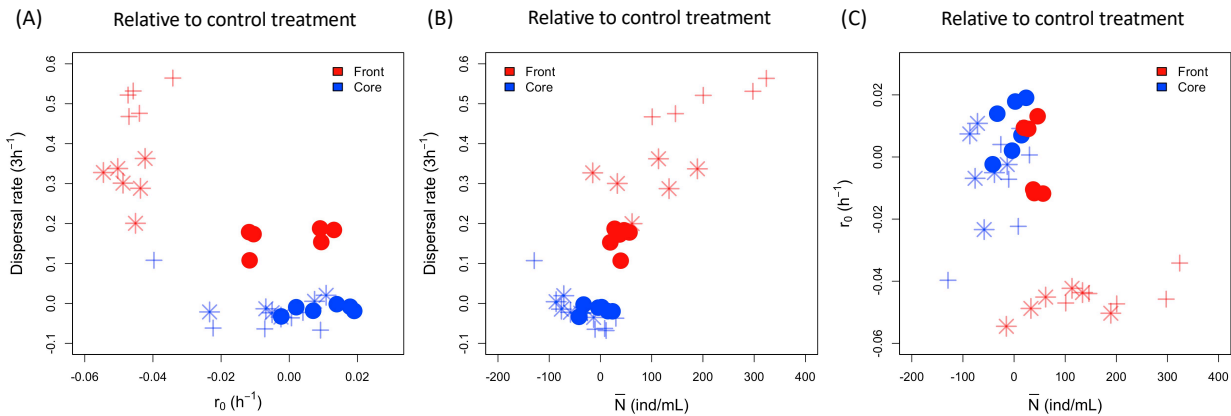 (A)
Relative to control treatment
Front
Core
Dispersal rate (3h⁻¹)
-0.1 0.0 0.1 0.2 0.3 0.4 0.5 0.6
-0.06 -0.04 -0.02 0.00 0.02
r₀ (h⁻¹)
(B)
Relative to control treatment
Front
Core
Dispersal rate (3h⁻¹)
-0.1 0.0 0.1 0.2 0.3 0.4 0.5 0.6
-200 -100 0 100 200 300 400
N̅ (ind/mL)
(C)
Relative to control treatment
Front
Core
r₀ (h⁻¹)
-0.06 -0.04 -0.02 0.00 0.02
-200 -100 0 100 200 300 400
N̅ (ind/mL)